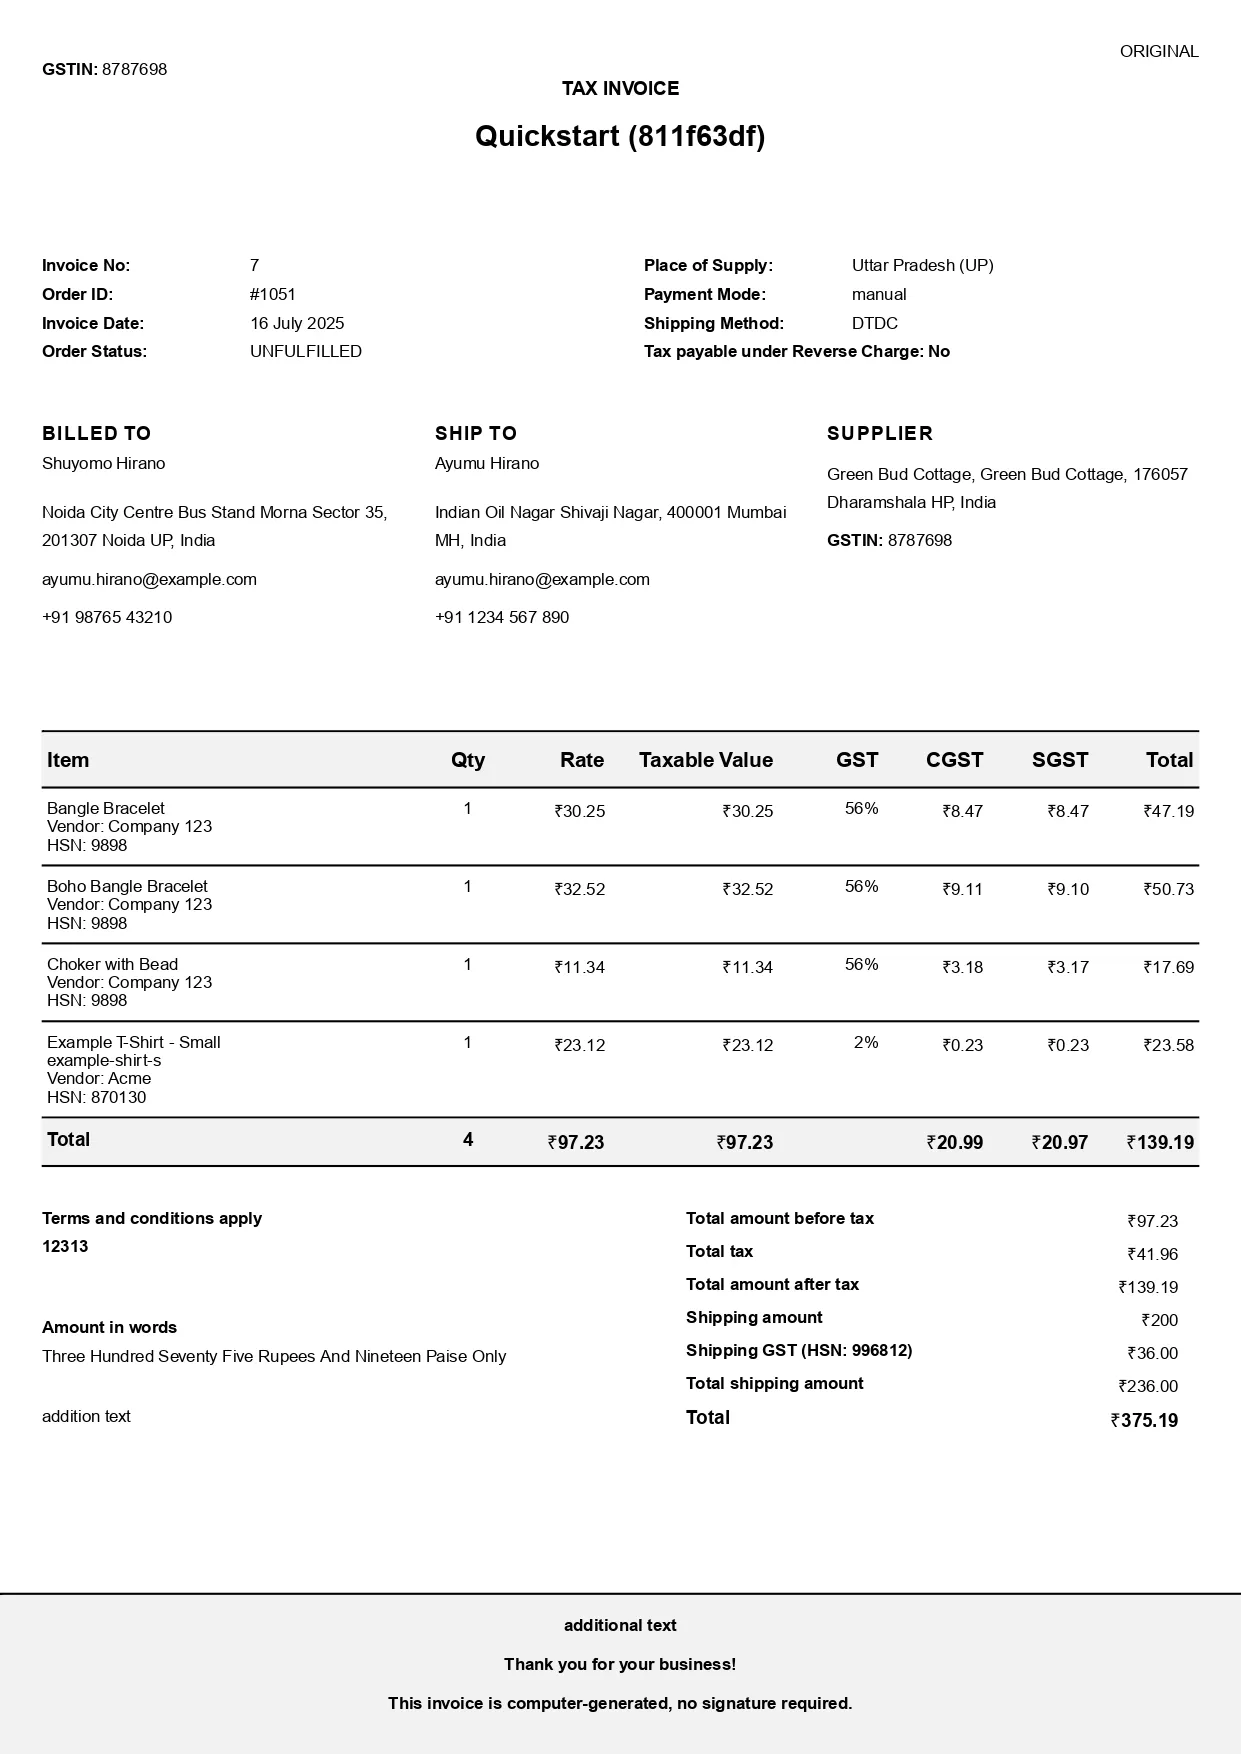 ORIGINAL
GSTIN: 8787698
TAX INVOICE
Quickstart (811f63df)
Invoice No: 7
Order ID: #1051
Invoice Date: 16 July 2025
Order Status: UNFULFILLED
Place of Supply: Uttar Pradesh (UP)
Payment Mode: manual
Shipping Method: DTDC
Tax payable under Reverse Charge: No
BILLED TO
Shuyomo Hirano
Noida City Centre Bus Stand Morna Sector 35,
201307 Noida UP, India
ayumu.hirano@example.com
+91 98765 43210
SHIP TO
Ayumu Hirano
Indian Oil Nagar Shivaji Nagar, 400001 Mumbai
MH, India
ayumu.hirano@example.com
+91 1234 567 890
SUPPLIER
Green Bud Cottage, Green Bud Cottage, 176057
Dharamshala HP, India
GSTIN: 8787698
Item Qty Rate Taxable Value GST CGST SGST Total
Bangle Bracelet 1 ₹30.25 ₹30.25 56% ₹8.47 ₹8.47 ₹47.19
Vendor: Company 123
HSN: 9898
Boho Bangle Bracelet 1 ₹32.52 ₹32.52 56% ₹9.11 ₹9.10 ₹50.73
Vendor: Company 123
HSN: 9898
Choker with Bead 1 ₹11.34 ₹11.34 56% ₹3.18 ₹3.17 ₹17.69
Vendor: Company 123
HSN: 9898
Example T-Shirt - Small 1 ₹23.12 ₹23.12 2% ₹0.23 ₹0.23 ₹23.58
example-shirt-s
Vendor: Acme
HSN: 870130
Total 4 ₹97.23 ₹97.23 ₹20.99 ₹20.97 ₹139.19
Terms and conditions apply
12313
Amount in words
Three Hundred Seventy Five Rupees And Nineteen Paise Only
addition text
Total amount before tax ₹97.23
Total tax ₹41.96
Total amount after tax ₹139.19
Shipping amount ₹200
Shipping GST (HSN: 996812) ₹36.00
Total shipping amount ₹236.00
Total ₹375.19
additional text
Thank you for your business!
This invoice is computer-generated, no signature required.